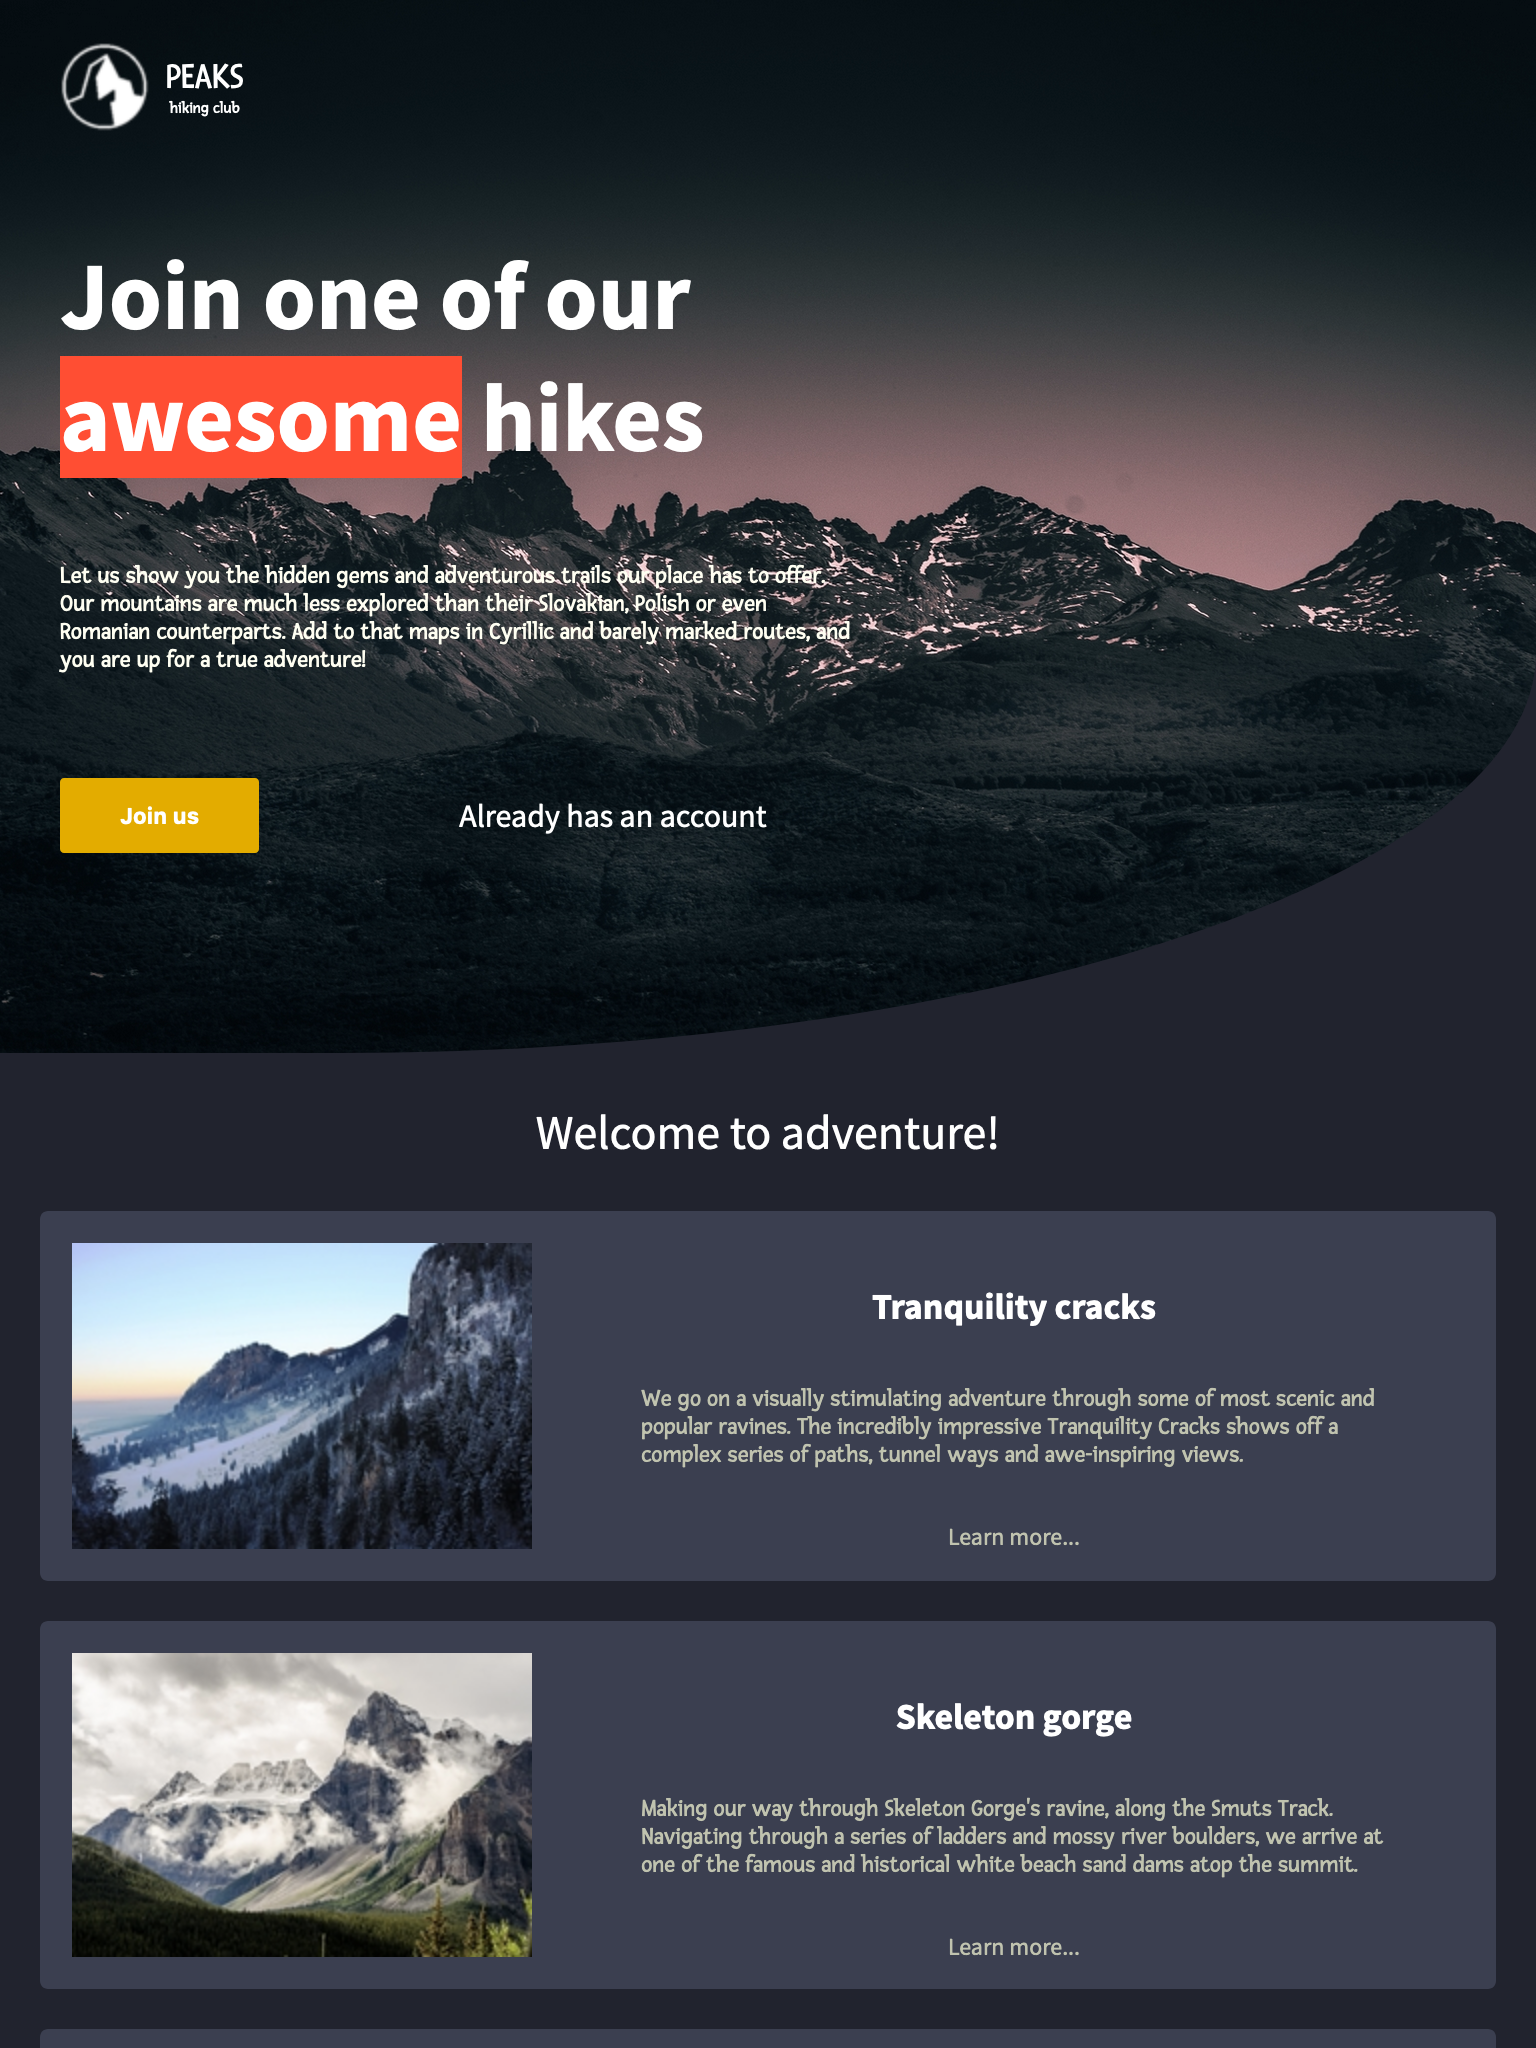 PEAKS
hiking club
Join one of our
awesome hikes
Let us show you the hidden gems and adventurous trails our place has to offer.
Our mountains are much less explored than their Slovakian, Polish or even
Romanian counterparts. Add to that maps in Cyrillic and barely marked routes, and
you are up for a true adventure!
Join us
Already has an account
Welcome to adventure!
Tranquility cracks
We go on a visually stimulating adventure through some of most scenic and
popular ravines. The incredibly impressive Tranquility Cracks shows off a
complex series of paths, tunnel ways and awe-inspiring views.
Learn more...
Skeleton gorge
Making our way through Skeleton Gorge's ravine, along the Smuts Track.
Navigating through a series of ladders and mossy river boulders, we arrive at
one of the famous and historical white beach sand dams atop the summit.
Learn more...